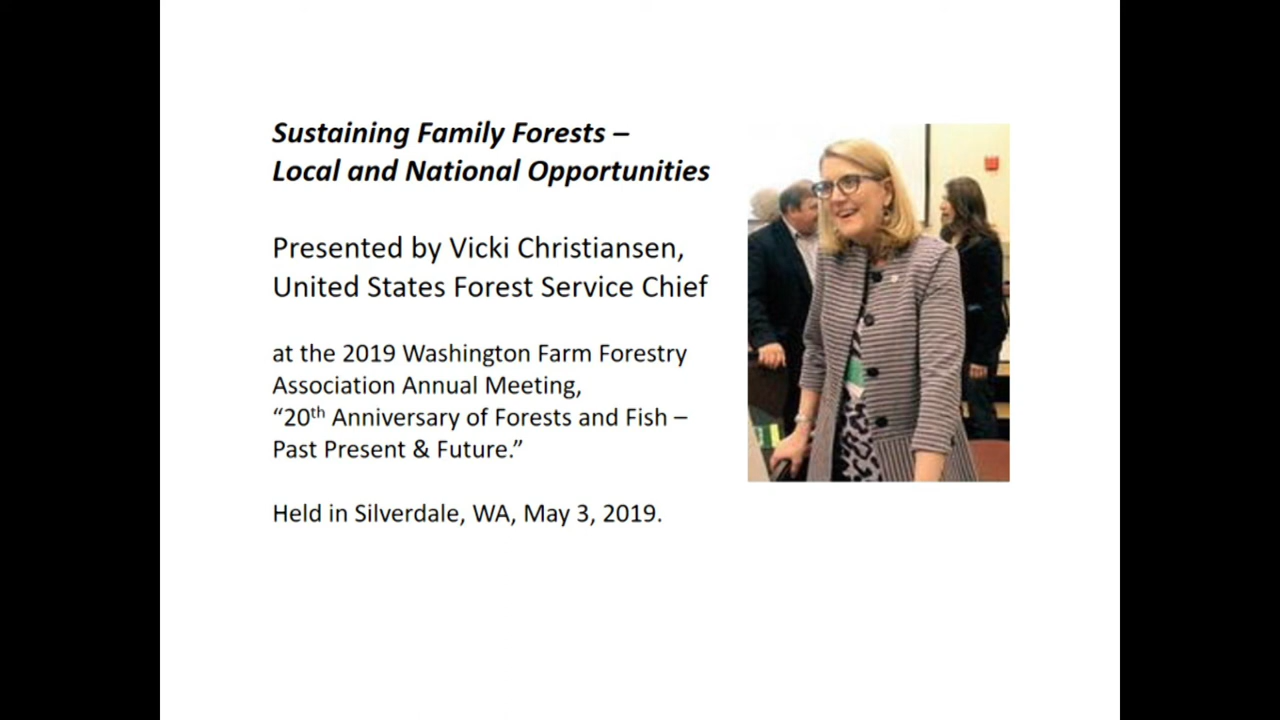 Sustaining Family Forests –
Local and National Opportunities
Presented by Vicki Christiansen,
United States Forest Service Chief
at the 2019 Washington Farm Forestry
Association Annual Meeting,
“20th Anniversary of Forests and Fish –
Past Present & Future.”
Held in Silverdale, WA, May 3, 2019.